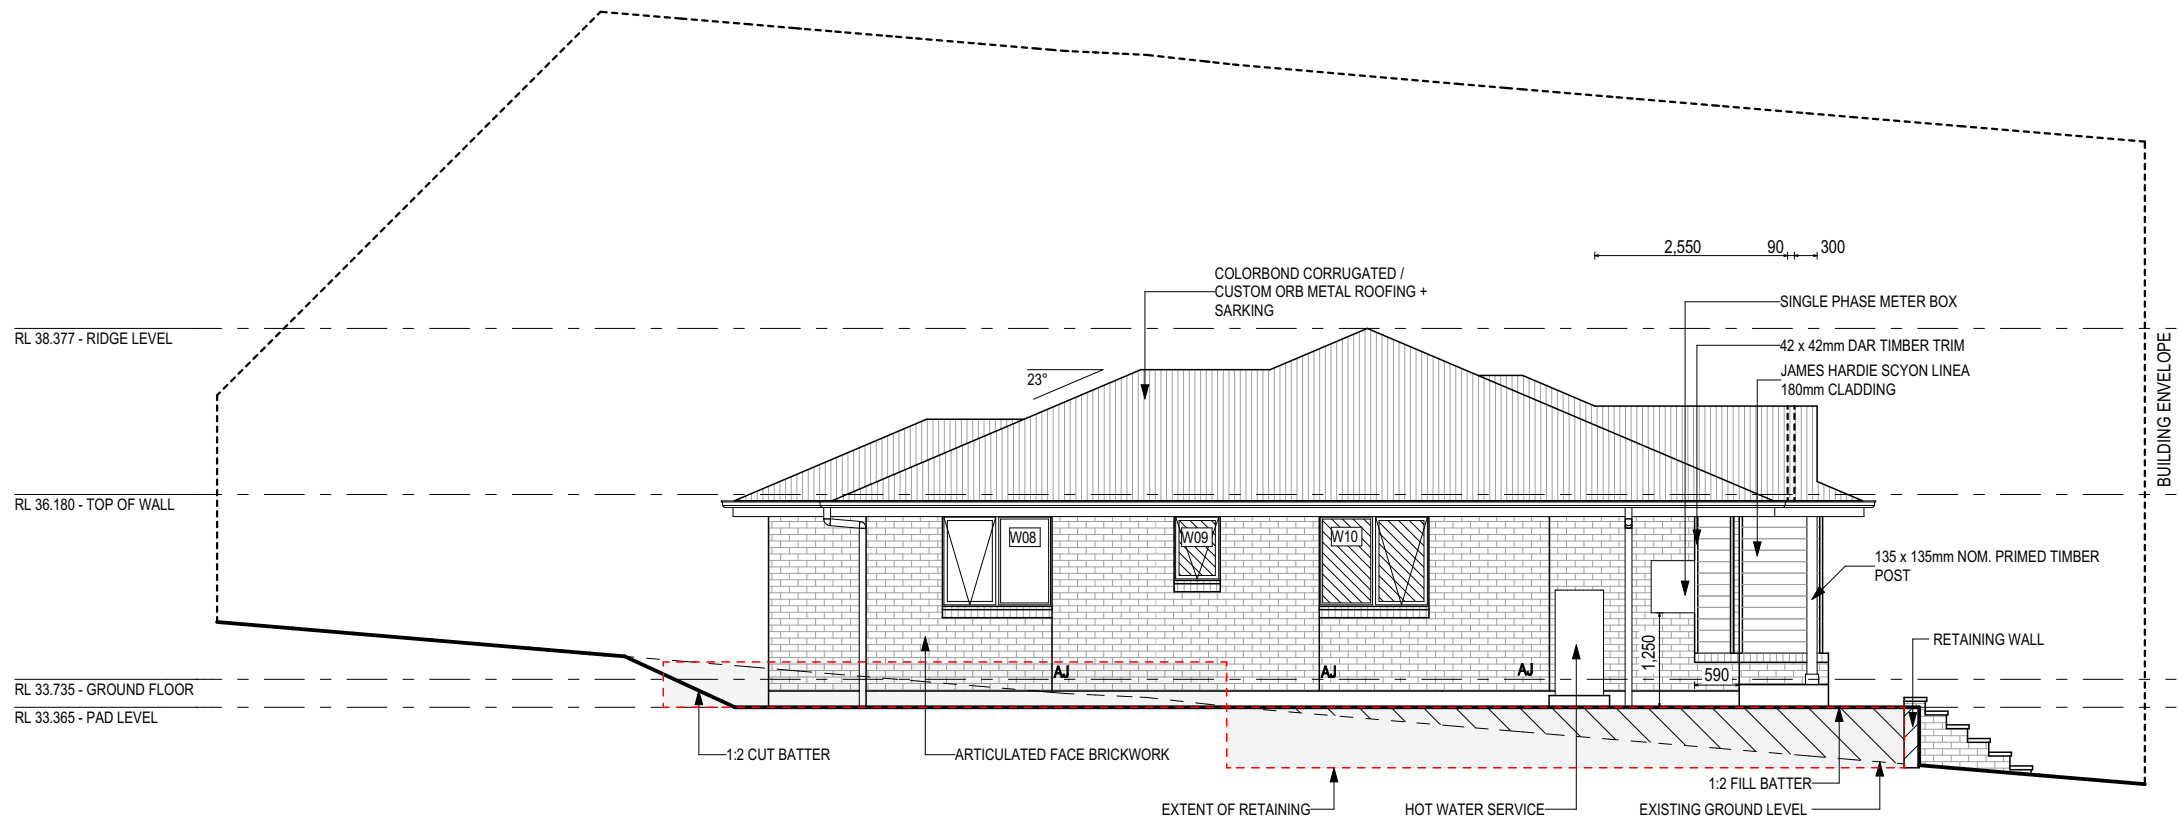 2,550 90 300
COLORBOND CORRUGATED /
CUSTOM ORB METAL ROOFING +
SARKING
SINGLE PHASE METER BOX
RL 38.377 - RIDGE LEVEL
42 x 42mm DAR TIMBER TRIM
JAMES HARDIE SCYON LINEA
180mm CLADDING
23°
BUILDING ENVELOPE
RL 36.180 - TOP OF WALL
W08
W09
W10
135 x 135mm NOM. PRIMED TIMBER
POST
RETAINING WALL
1,250
AJ
AJ
AJ
590
RL 33.735 - GROUND FLOOR
RL 33.365 - PAD LEVEL
1:2 CUT BATTER
ARTICULATED FACE BRICKWORK
1:2 FILL BATTER
EXTENT OF RETAINING
HOT WATER SERVICE
EXISTING GROUND LEVEL